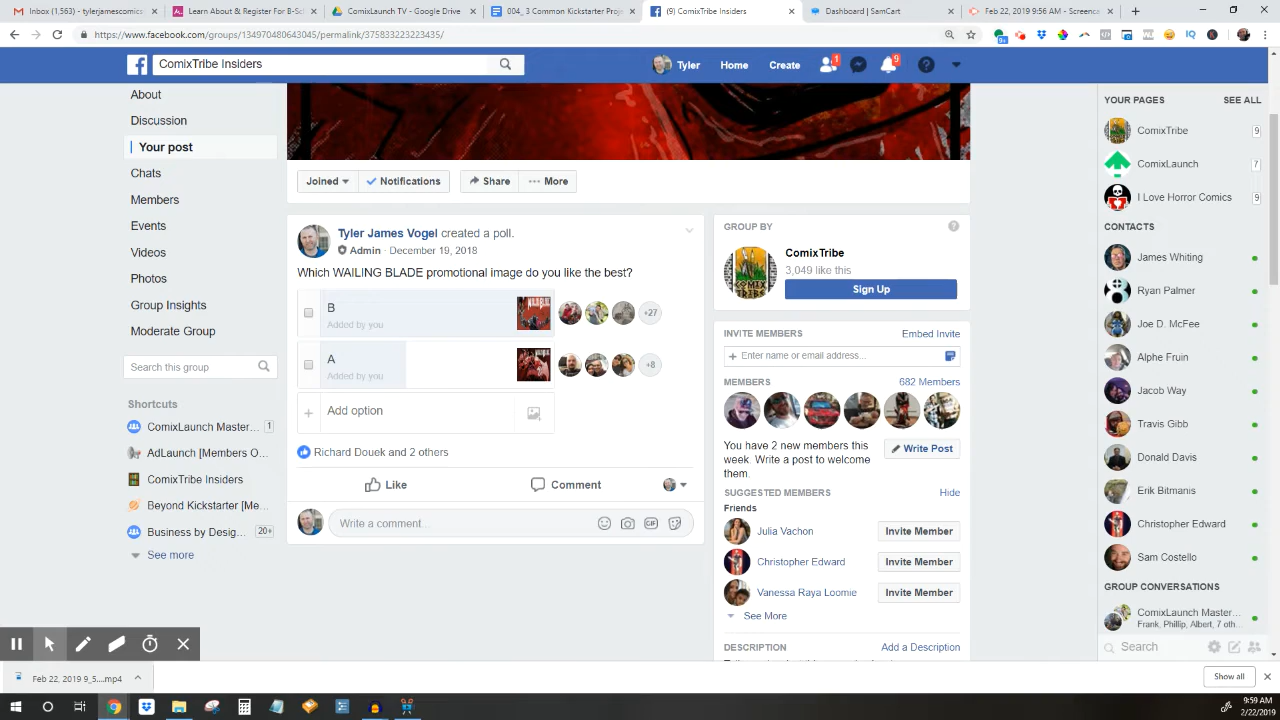 Inbox (1,563) - tylerjamescomics
Learn About & Register For B-Sch
ComixLaunch TV - Google Drive
004_ 3 Common Kickstarter Proj
(9) ComixTribe Insiders
Dashboard | SamCart
Feb 22, 2019 9:56 AM - Screenca
https://www.facebook.com/groups/134970480643045/permalink/375833223223435/
ComixTribe Insiders
Tyler
Home
Create
1
9
About
Discussion
Your post
Chats
Members
Events
Videos
Photos
Group Insights
Moderate Group
Search this group
Shortcuts
ComixLaunch Master... 1
AdLaunch [Members O...
ComixTribe Insiders
Beyond Kickstarter [Me...
Business by Desig... 20+
See more
Joined
Notifications
Share
More
Tyler James Vogel created a poll.
Admin · December 19, 2018
Which WAILING BLADE promotional image do you like the best?
B
Added by you
+27
A
Added by you
+8
Add option
Richard Douek and 2 others
Like
Comment
Write a comment...
GIF
GROUP BY
ComixTribe
3,049 like this
Sign Up
INVITE MEMBERS
Embed Invite
Enter name or email address...
MEMBERS
682 Members
You have 2 new members this
week. Write a post to welcome
them.
Write Post
SUGGESTED MEMBERS
Hide
Friends
Julia Vachon
Invite Member
Christopher Edward
Invite Member
Vanessa Raya Loomie
Invite Member
See More
DESCRIPTION
Add a Description
YOUR PAGES
SEE ALL
ComixTribe 9
ComixLaunch 7
I Love Horror Comics 9
CONTACTS
James Whiting
Ryan Palmer
Joe D. McFee
Alphe Fruin
Jacob Way
Travis Gibb
Donald Davis
Erik Bitmanis
Christopher Edward
Sam Costello
GROUP CONVERSATIONS
ComixLaunch Master...
Frank, Phillip, Albert, 7 oth...
Search
Feb 22, 2019 9_5....mp4
Show all
9:59 AM
2/22/2019